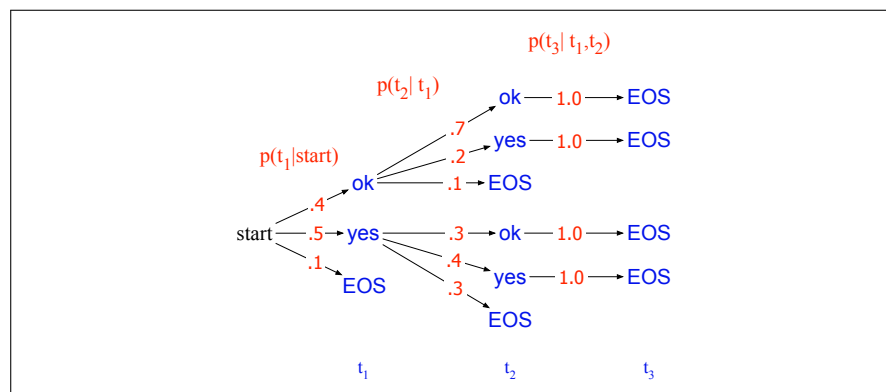 p(t3| t1,t2)
p(t2| t1)
ok 1.0 EOS
.7
yes 1.0 EOS
.2
p(t1|start)
ok .1 EOS
.4
start .5 yes .3 ok 1.0 EOS
.1 .4
EOS yes 1.0 EOS
.3
EOS
t1 t2 t3